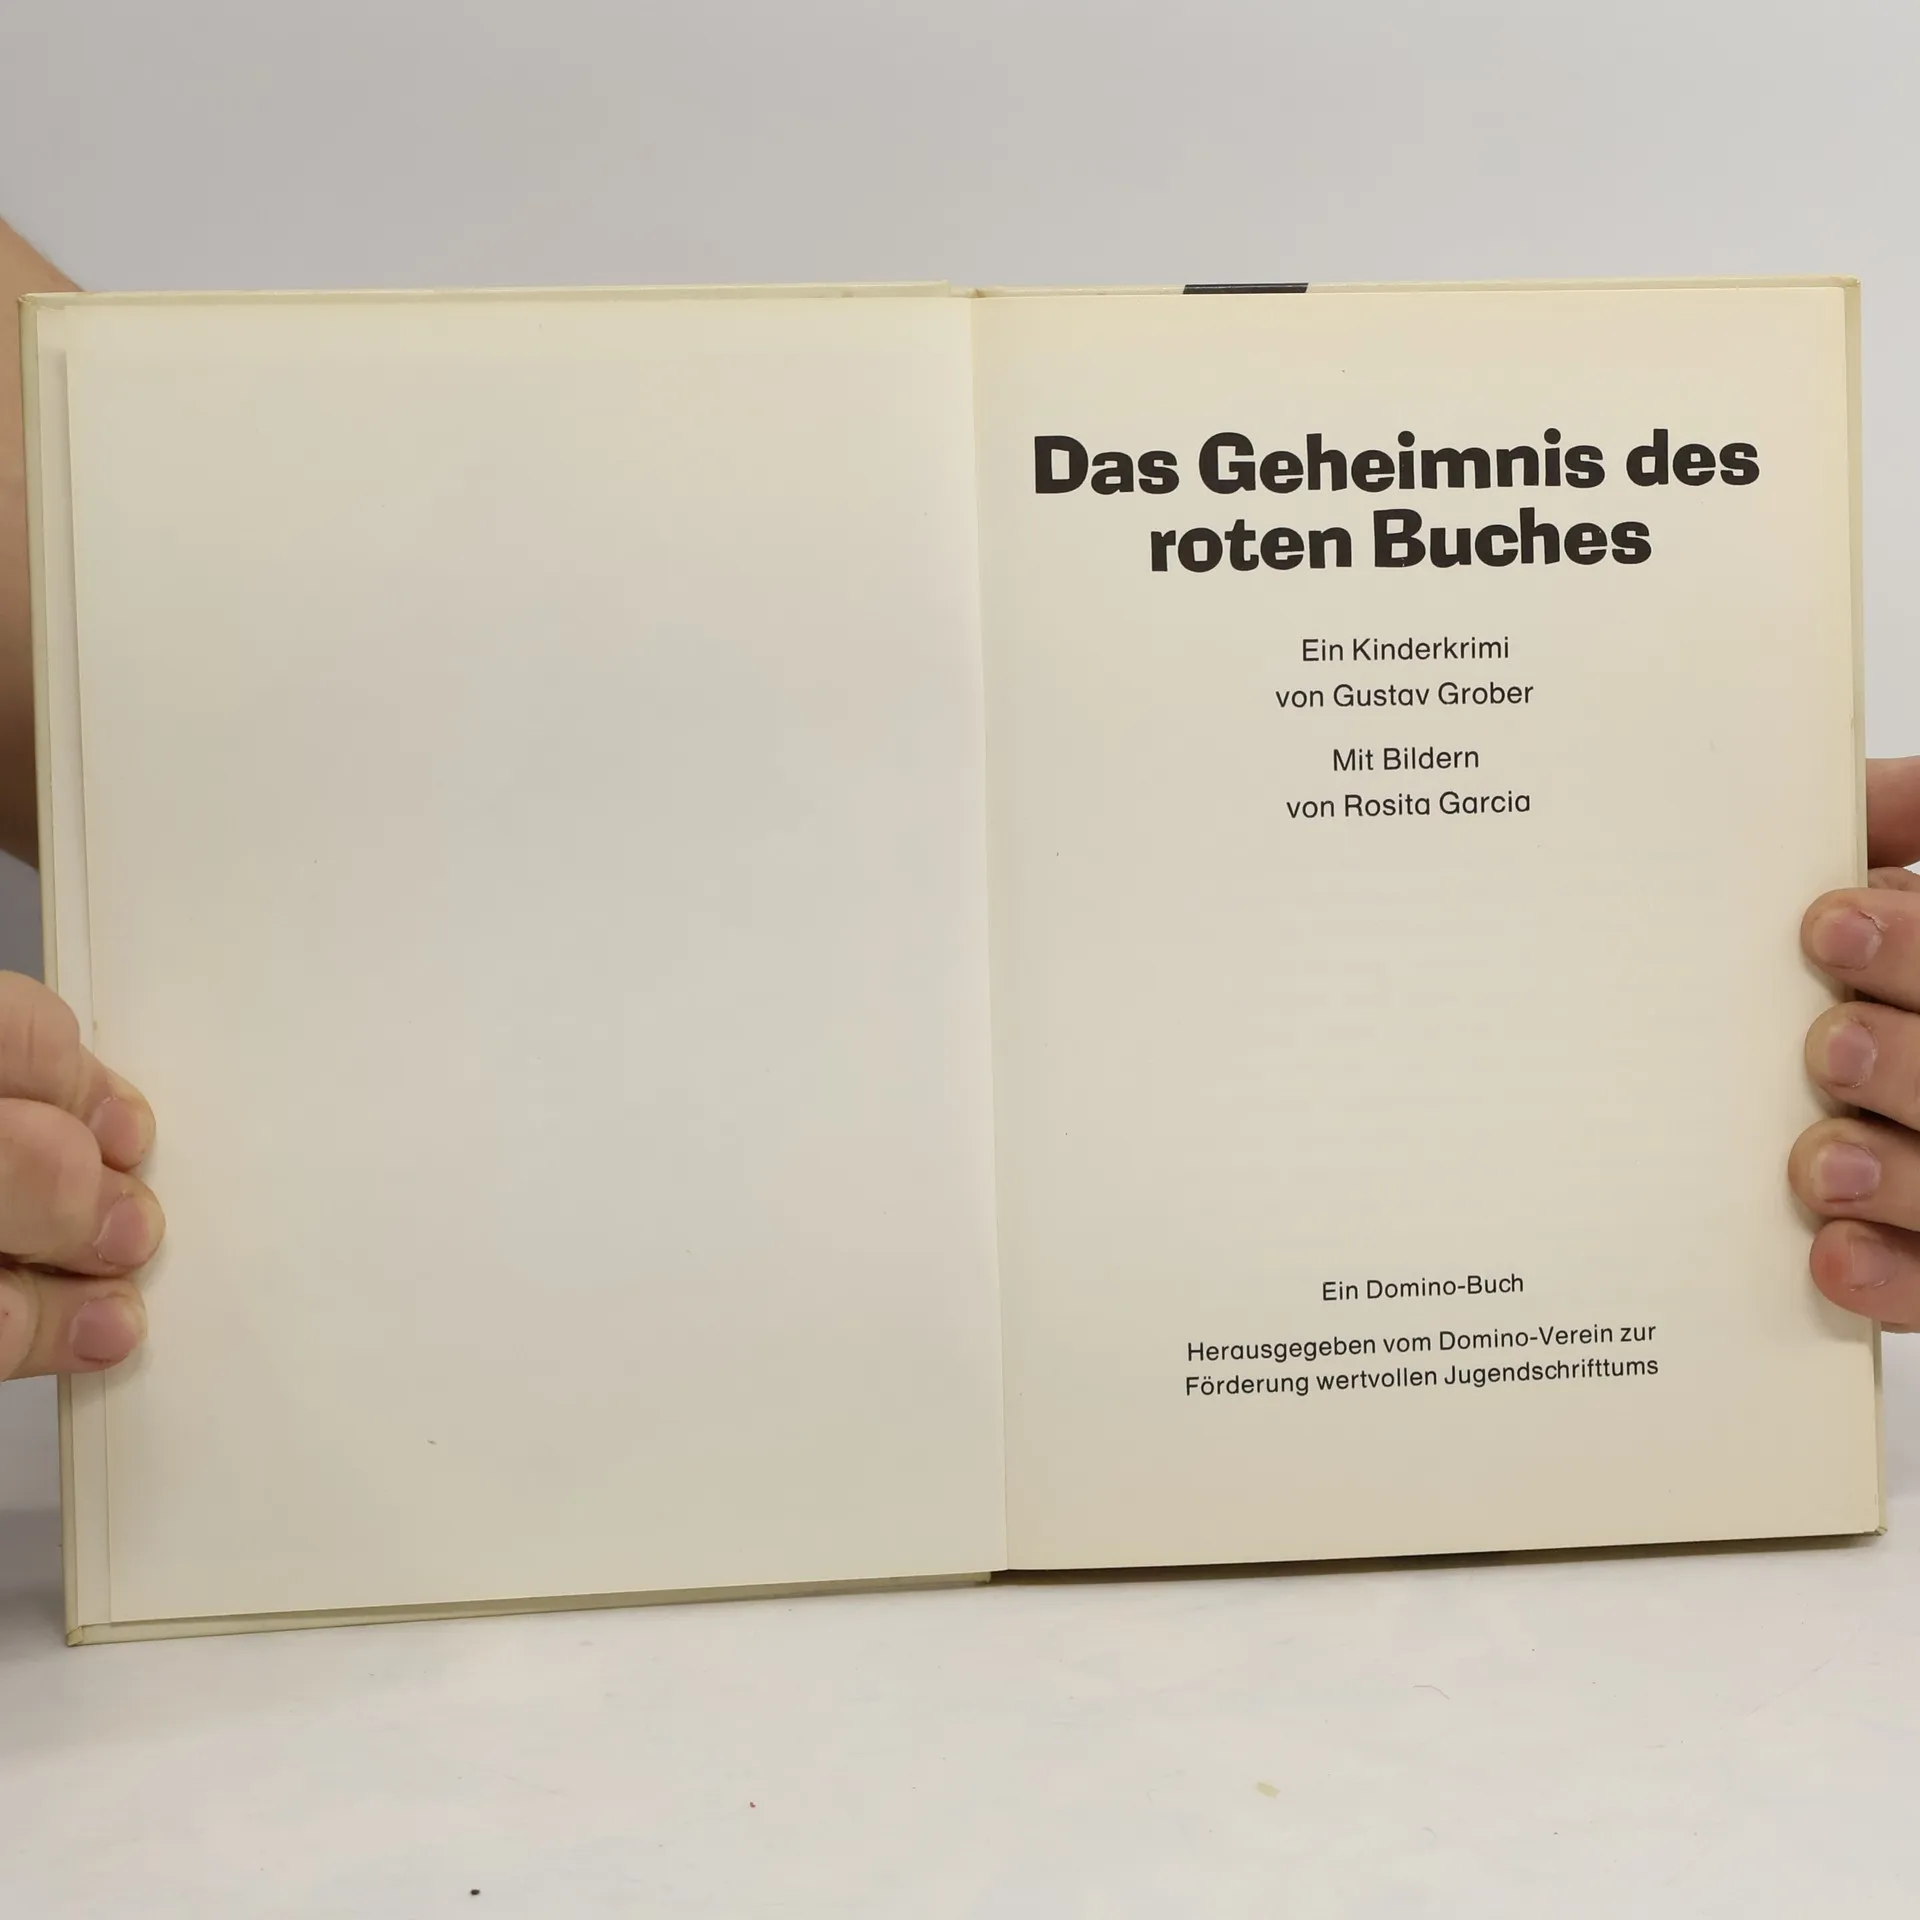 Das Geheimnis des
roten Buches
Ein Kinderkrimi
von Gustav Grober
Mit Bildern
von Rosita Garcia
Ein Domino-Buch
Herausgegeben vom Domino-Verein zur
Förderung wertvollen Jugendschrifttums